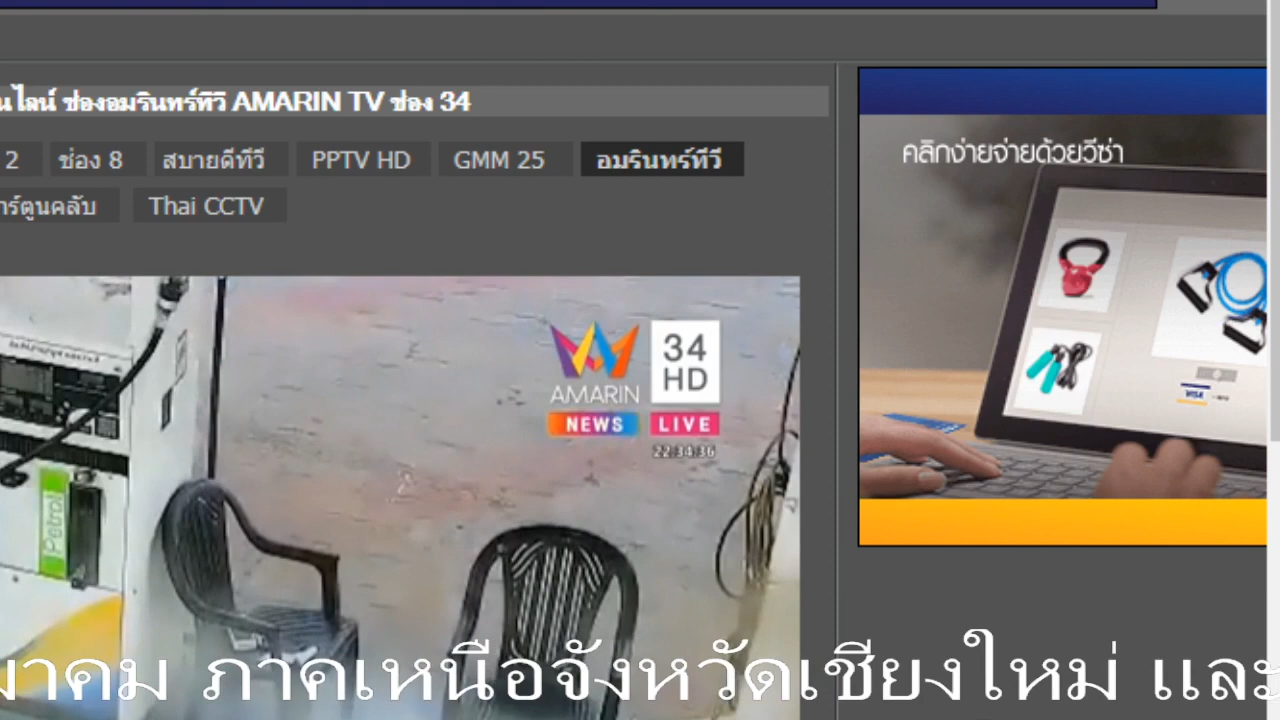 นไลน์ ช่องอมรินทร์ทีวี AMARIN TV ช่อง 34
2 ช่อง 8 สบายดีทีวี PPTV HD GMM 25 อมรินทร์ทีวี
าร์ตูนคลับ Thai CCTV
คลิกง่ายจ่ายด้วยวีซ่า
34
HD
AMARIN
NEWS LIVE
22:34:36
Petrol
VISA
มาคม ภาคเหนือจังหวัดเชียงใหม่ และ